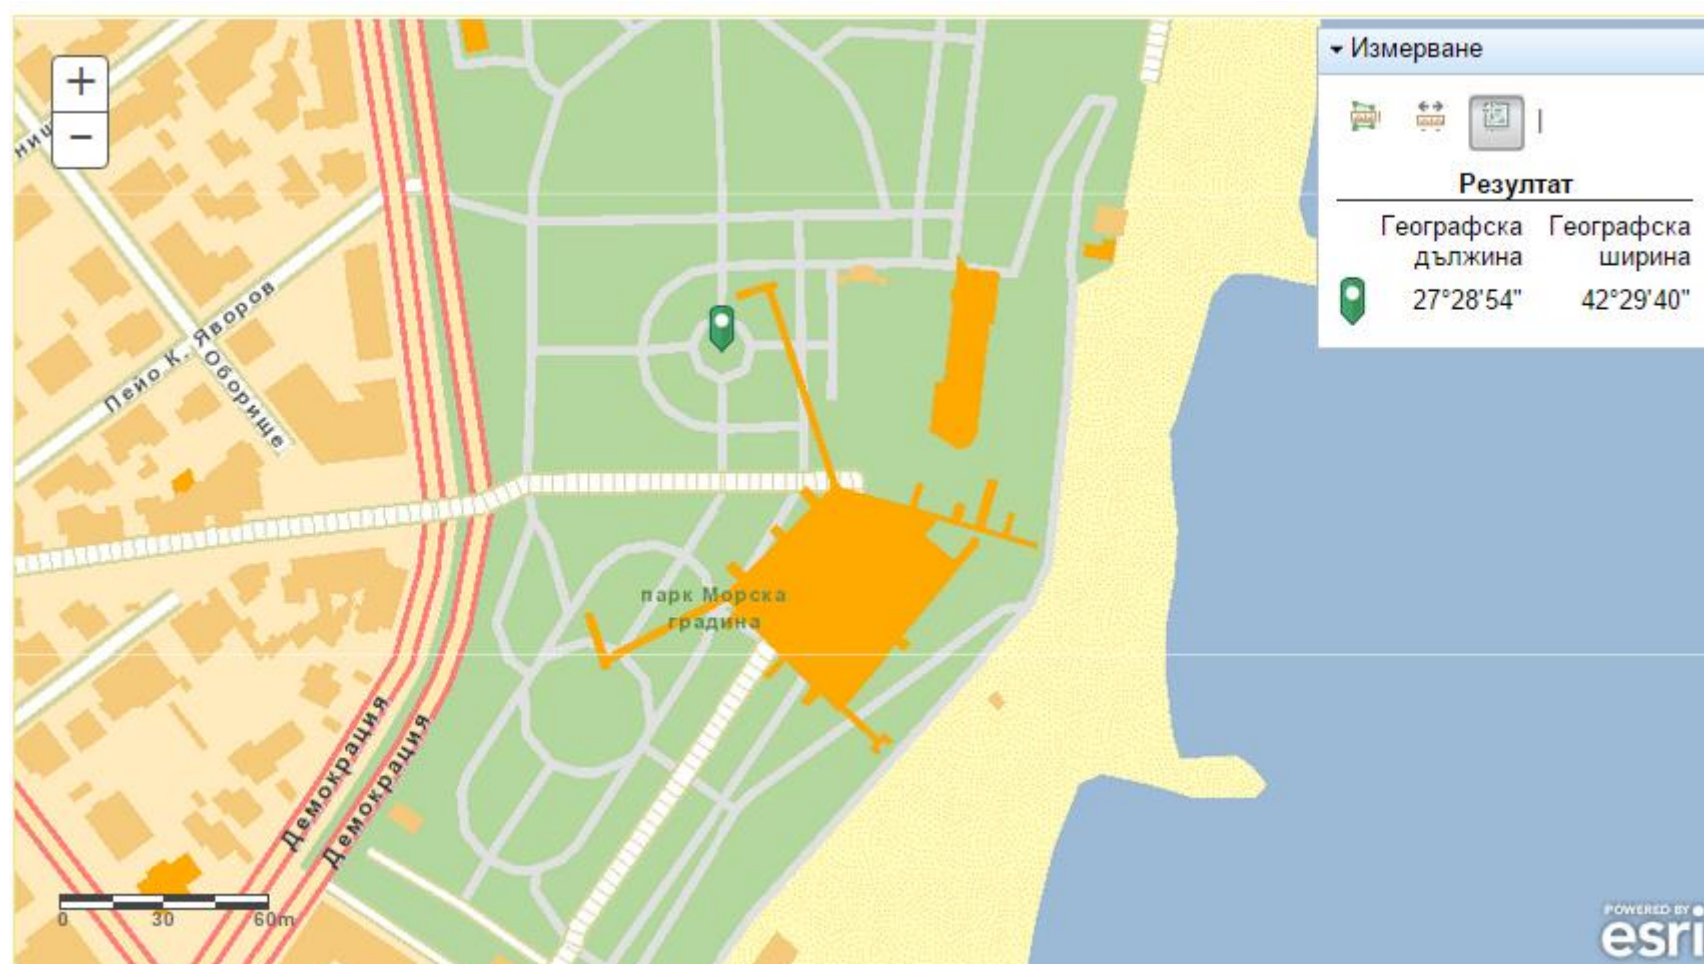 +
−
Измерване
Резултат
Географска дължина
Географска ширина
27°28'54"
42°29'40"
Пейо К. Яворов
Оборище
парк Морска
градина
Демокрация
Демокрация
0 30 60m
POWERED BY
esri